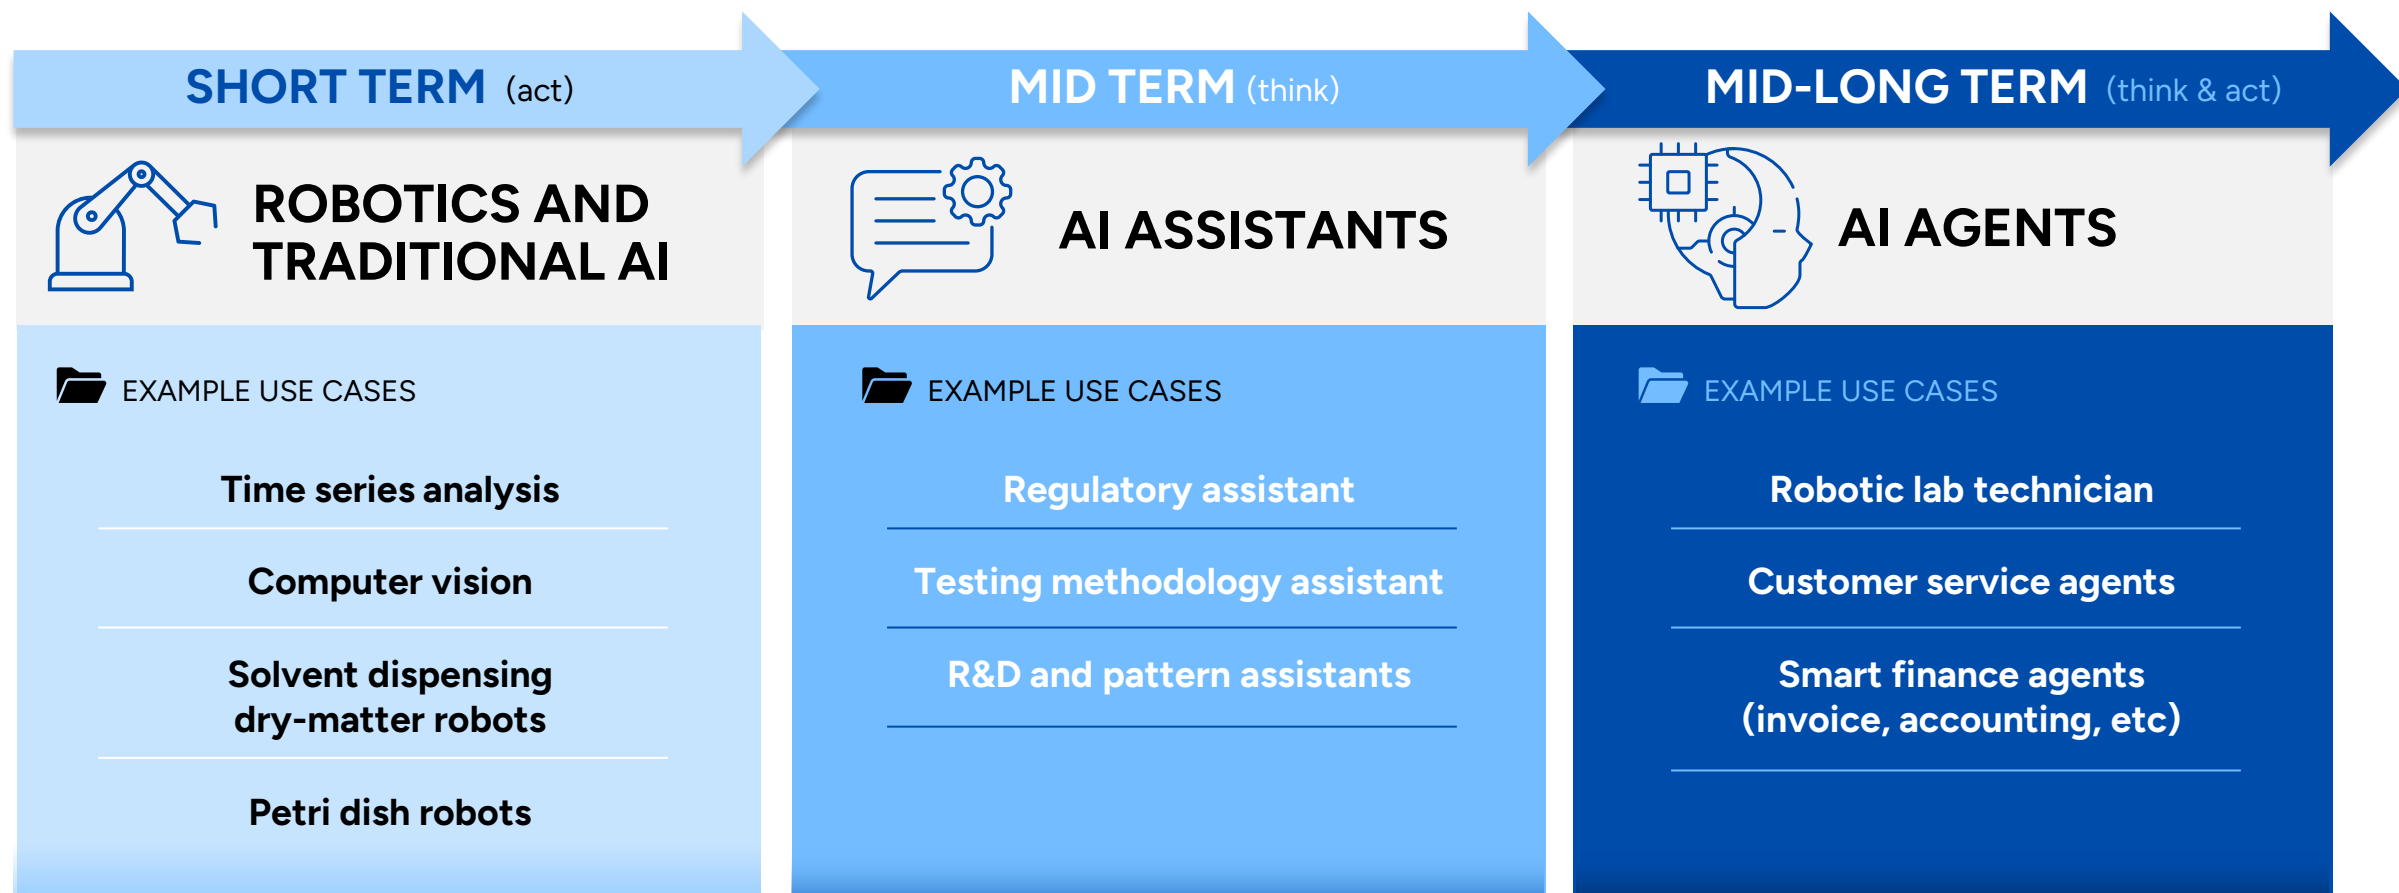 SHORT TERM (act)
MID TERM (think)
MID-LONG TERM (think & act)
ROBOTICS AND
TRADITIONAL AI
AI ASSISTANTS
AI AGENTS
EXAMPLE USE CASES
Time series analysis
Computer vision
Solvent dispensing
dry-matter robots
Petri dish robots
EXAMPLE USE CASES
Regulatory assistant
Testing methodology assistant
R&D and pattern assistants
EXAMPLE USE CASES
Robotic lab technician
Customer service agents
Smart finance agents
(invoice, accounting, etc)